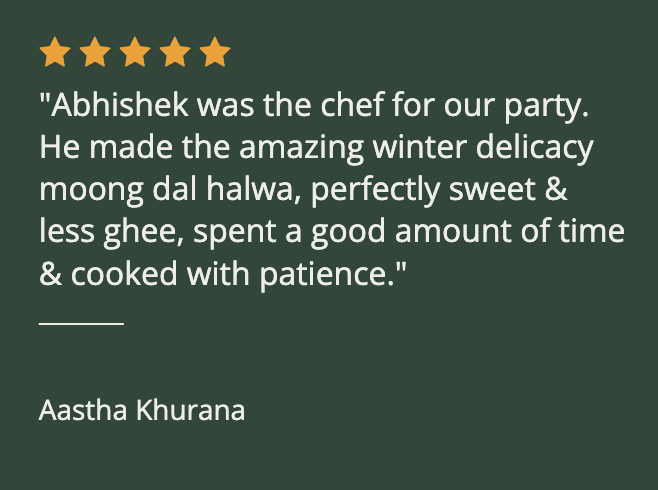 "Abhishek was the chef for our party.
He made the amazing winter delicacy
moong dal halwa, perfectly sweet &
less ghee, spent a good amount of time
& cooked with patience."
Aastha Khurana